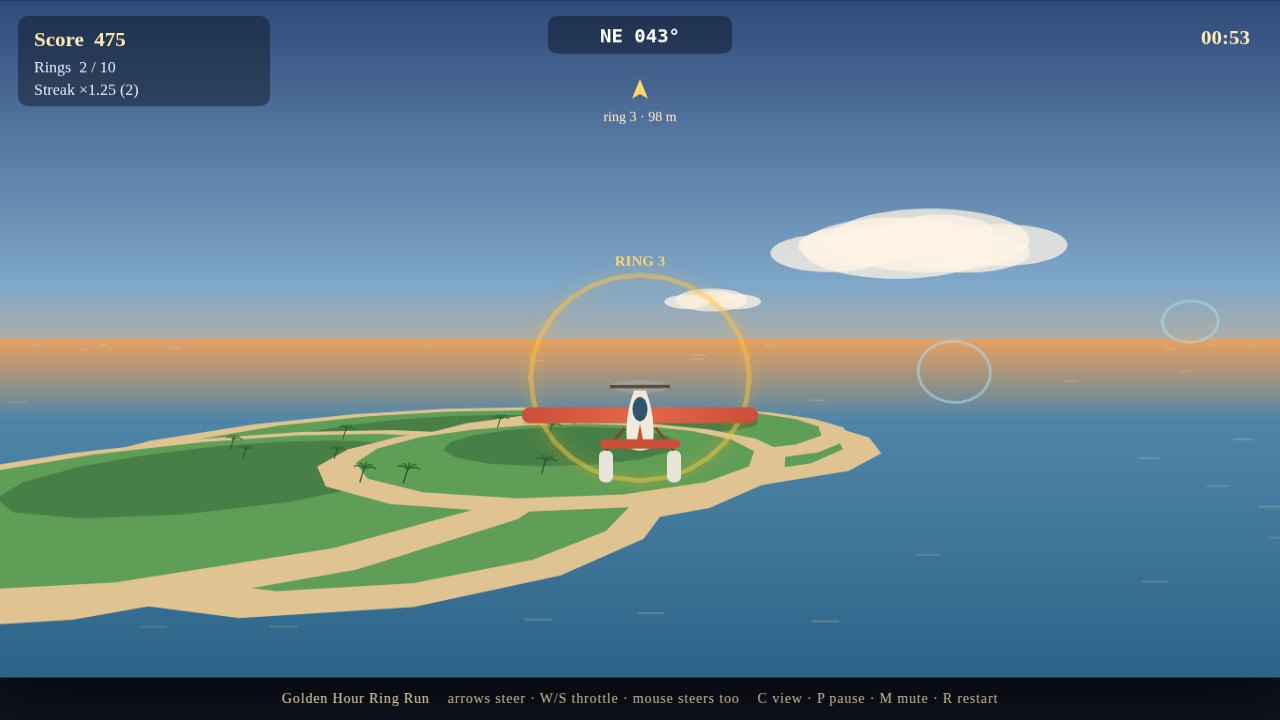 Score 475
Rings 2 / 10
Streak ×1.25 (2)
NE 043°
ring 3 · 98 m
00:53
RING 3
Golden Hour Ring Run arrows steer · W/S throttle · mouse steers too C view · P pause · M mute · R restart